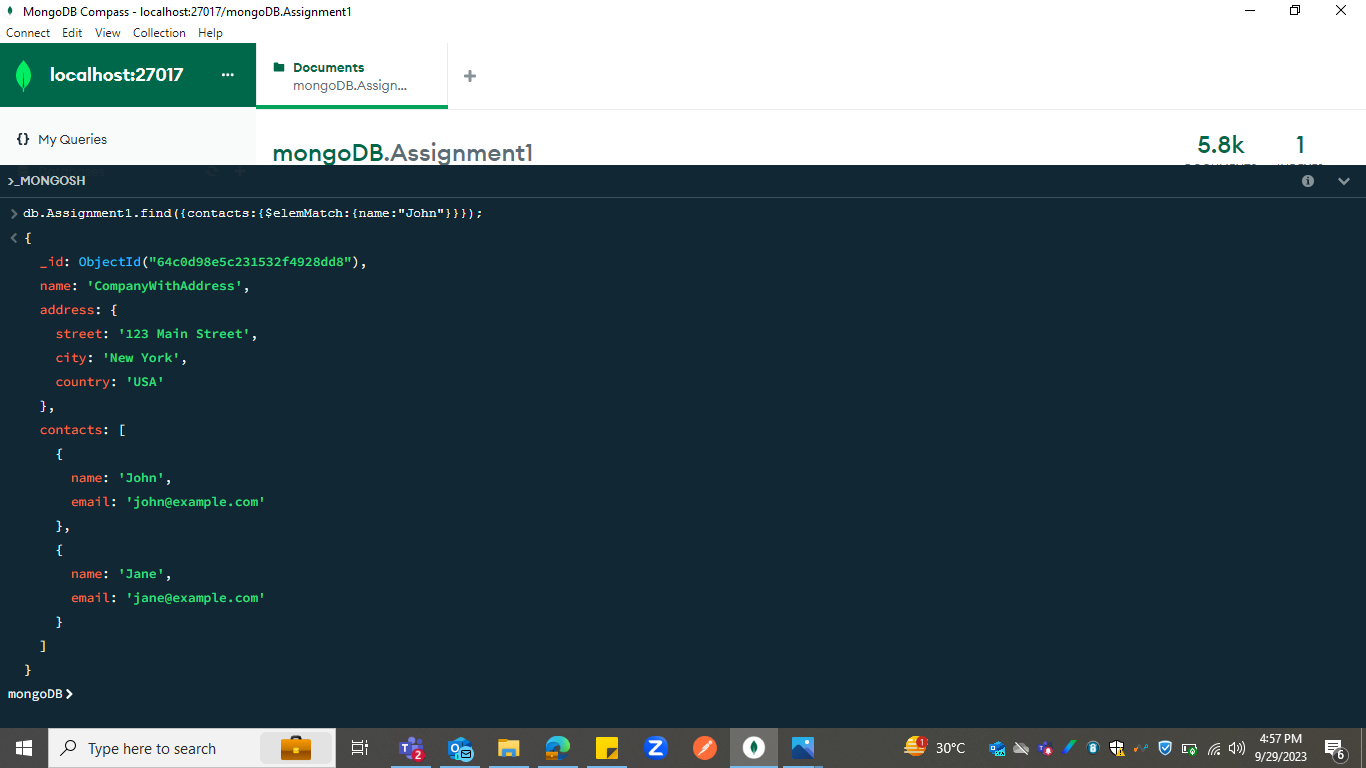 MongoDB Compass - localhost:27017/mongoDB.Assignment1
Connect Edit View Collection Help
localhost:27017 ...
Documents
mongoDB.Assign...
+
{} My Queries
mongoDB.Assignment1
5.8k
1
>_MONGOSH
> db.Assignment1.find({contacts:{$elemMatch:{name:"John"}}});
< {
_id: ObjectId("64c0d98e5c231532f4928dd8"),
name: 'CompanyWithAddress',
address: {
street: '123 Main Street',
city: 'New York',
country: 'USA'
},
contacts: [
{
name: 'John',
email: 'john@example.com'
},
{
name: 'Jane',
email: 'jane@example.com'
}
]
}
mongoDB>
Type here to search
2
1
30°C
4:57 PM
9/29/2023
6